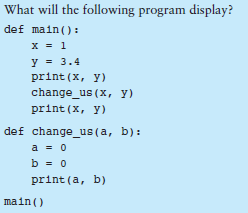 What will the following program display?
def main():
    x = 1
    y = 3.4
    print(x, y)
    change_us(x, y)
    print(x, y)
def change_us(a, b):
    a = 0
    b = 0
    print(a, b)
main()